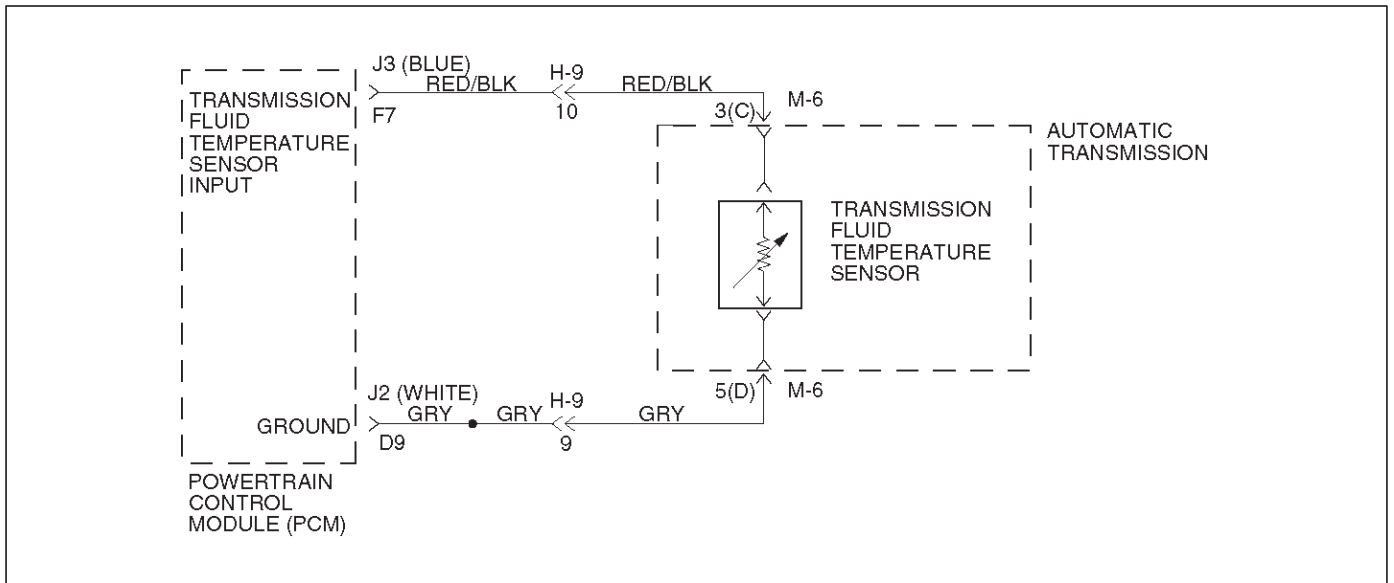 J3 (BLUE)
RED/BLK
H-9
RED/BLK
F7
10
3(C)
M-6
TRANSMISSION
FLUID
TEMPERATURE
SENSOR
INPUT
AUTOMATIC
TRANSMISSION
TRANSMISSION
FLUID
TEMPERATURE
SENSOR
J2 (WHITE)
GRY
GRY
H-9
GRY
5(D)
M-6
GROUND
D9
9
POWERTRAIN
CONTROL
MODULE (PCM)